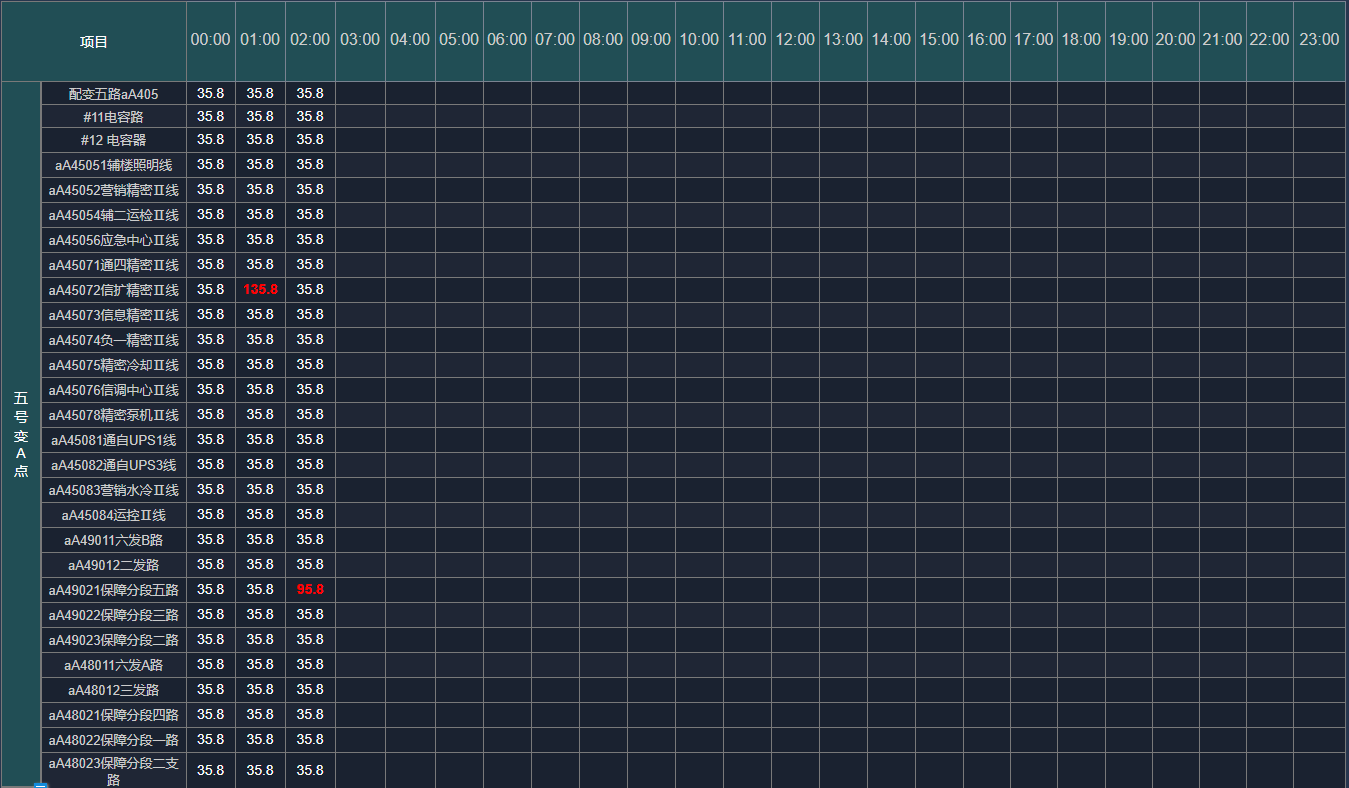 项目 00:00 01:00 02:00 03:00 04:00 05:00 06:00 07:00 08:00 09:00 10:00 11:00 12:00 13:00 14:00 15:00 16:00 17:00 18:00 19:00 20:00 21:00 22:00 23:00
五号变A点
配变五路aA405 35.8 35.8 35.8
#11电容路 35.8 35.8 35.8
#12 电容器 35.8 35.8 35.8
aA45051辅楼照明线 35.8 35.8 35.8
aA45052营销精密Ⅱ线 35.8 35.8 35.8
aA45054辅二运检Ⅱ线 35.8 35.8 35.8
aA45056应急中心Ⅱ线 35.8 35.8 35.8
aA45071通四精密Ⅱ线 35.8 35.8 35.8
aA45072信扩精密Ⅱ线 35.8 135.8 35.8
aA45073信息精密Ⅱ线 35.8 35.8 35.8
aA45074负一精密Ⅱ线 35.8 35.8 35.8
aA45075精密冷却Ⅱ线 35.8 35.8 35.8
aA45076信调中心Ⅱ线 35.8 35.8 35.8
aA45078精密泵机Ⅱ线 35.8 35.8 35.8
aA45081通自UPS1线 35.8 35.8 35.8
aA45082通自UPS3线 35.8 35.8 35.8
aA45083营销水冷Ⅱ线 35.8 35.8 35.8
aA45084运控Ⅱ线 35.8 35.8 35.8
aA49011六发B路 35.8 35.8 35.8
aA49012二发路 35.8 35.8 35.8
aA49021保障分段五路 35.8 35.8 95.8
aA49022保障分段三路 35.8 35.8 35.8
aA49023保障分段二路 35.8 35.8 35.8
aA48011六发A路 35.8 35.8 35.8
aA48012三发路 35.8 35.8 35.8
aA48021保障分段四路 35.8 35.8 35.8
aA48022保障分段一路 35.8 35.8 35.8
aA48023保障分段二支
路 35.8 35.8 35.8